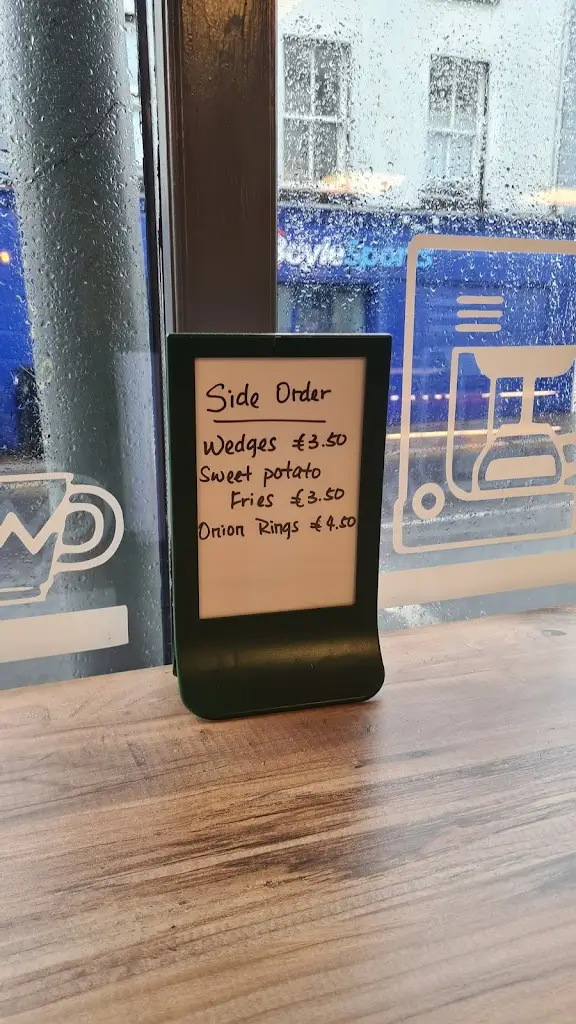 BoyleSports
Side Order
Wedges €3.50
Sweet potato
Fries €3.50
Onion Rings €4.50